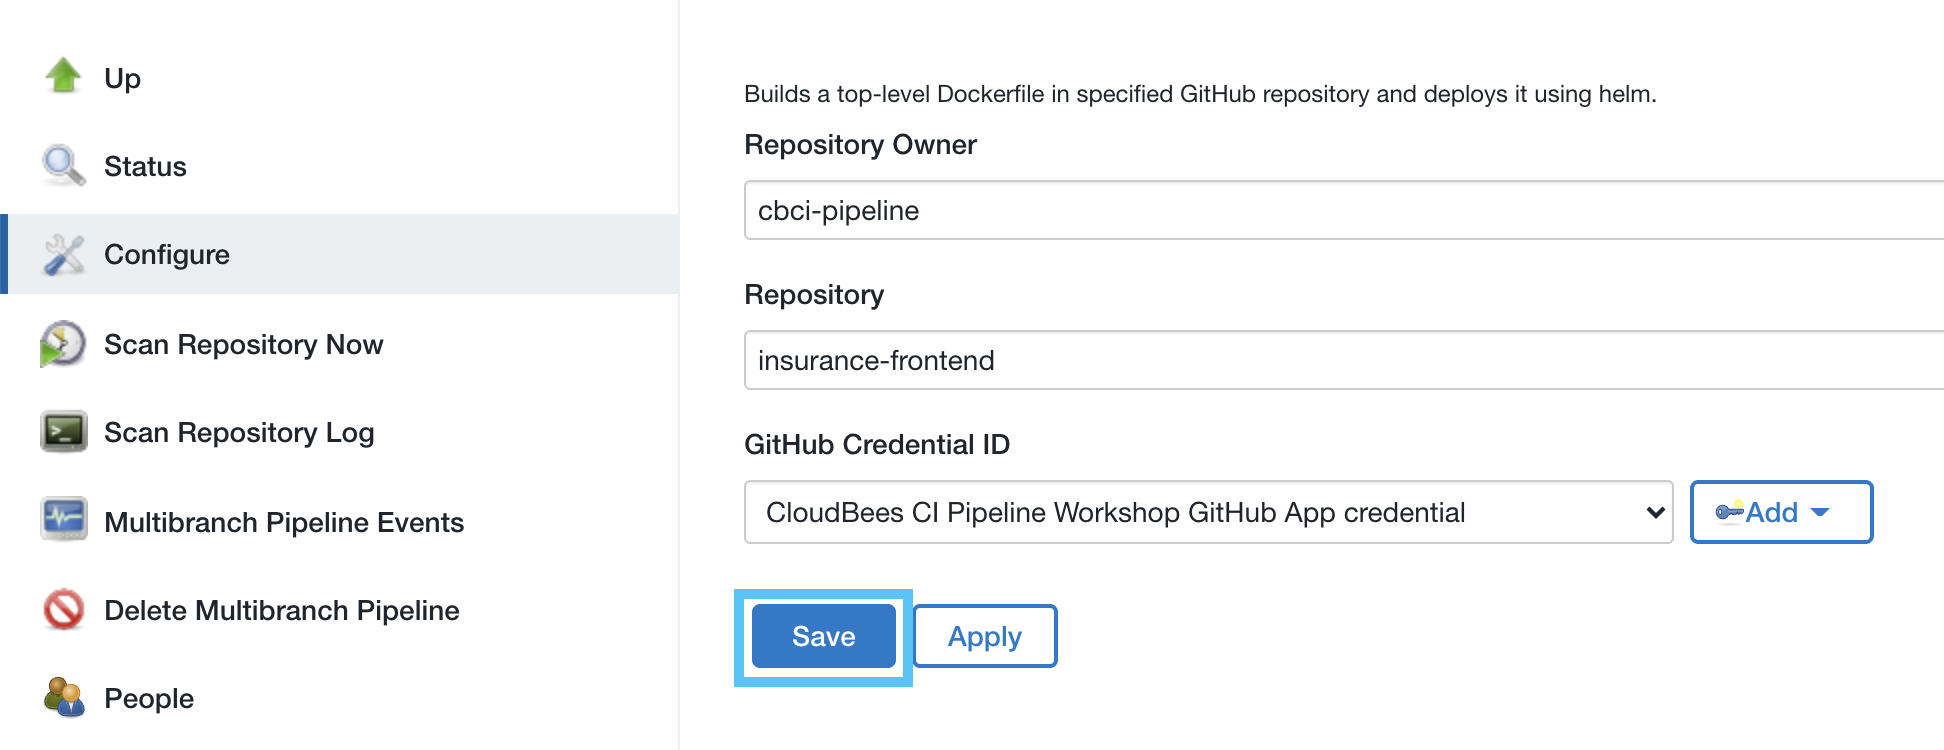 Up
Status
Configure
Scan Repository Now
Scan Repository Log
Multibranch Pipeline Events
Delete Multibranch Pipeline
People
Builds a top-level Dockerfile in specified GitHub repository and deploys it using helm.
Repository Owner
cbci-pipeline
Repository
insurance-frontend
GitHub Credential ID
CloudBees CI Pipeline Workshop GitHub App credential
Add
Save
Apply